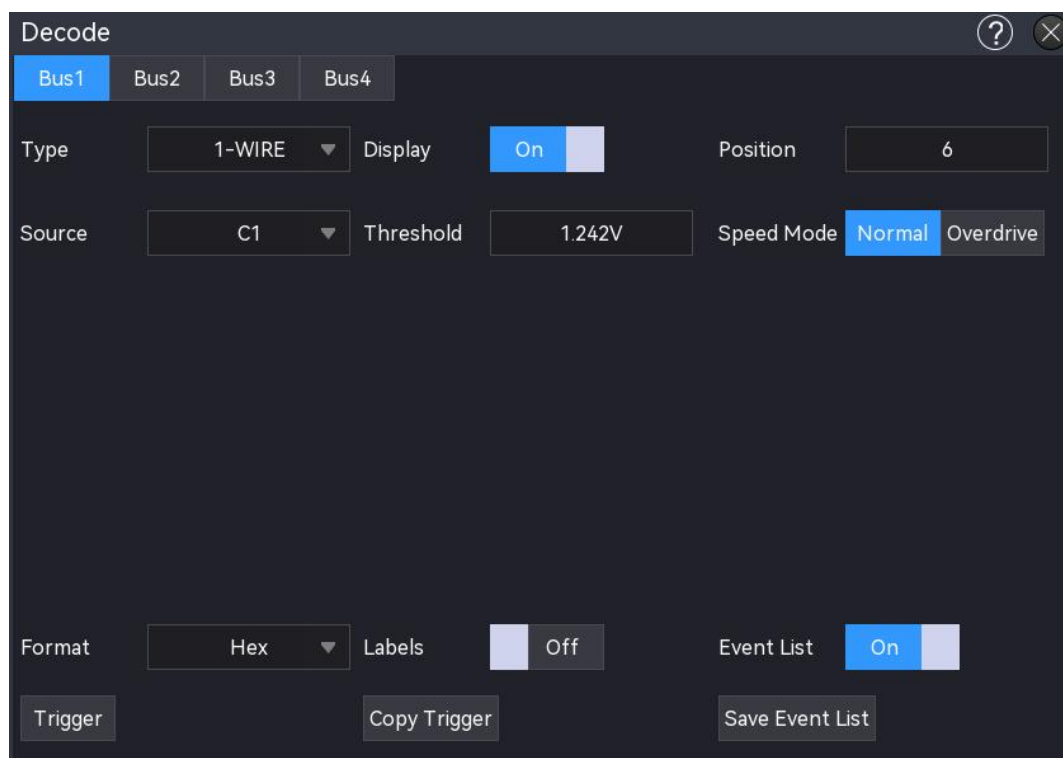 Decode ?
Bus1 Bus2 Bus3 Bus4
Type 1-WIRE Display On Position 6
Source C1 Threshold 1.242V Speed Mode Normal Overdrive
Format Hex Labels Off Event List On
Trigger Copy Trigger Save Event List